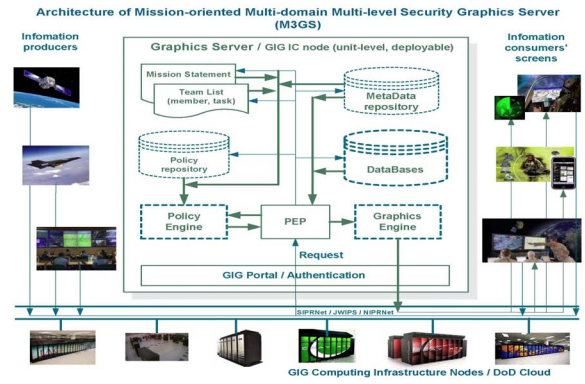 Architecture of Mission-oriented Multi-domain Multi-level Security Graphics Server
(M3GS)
Infomation
producers
Infomation
consumers'
screens
Graphics Server / GIG IC node (unit-level, deployable)
Mission Statement
Team List
(member, task)
MetaData
repository
Policy
repository
DataBases
Policy
Engine
PEP
Graphics
Engine
Request
GIG Portal / Authentication
SIPRNet / JWIPS / NIPRNet
GIG Computing Infrastructure Nodes / DoD Cloud